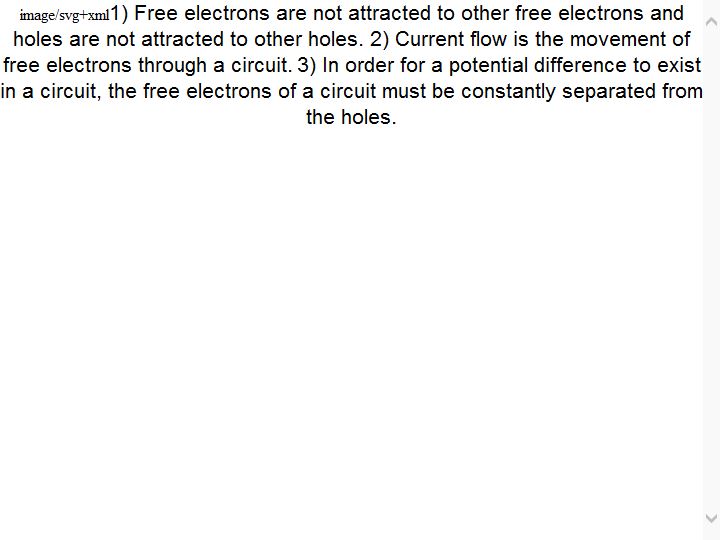 image/svg+xml1) Free electrons are not attracted to other free electrons and
holes are not attracted to other holes. 2) Current flow is the movement of
free electrons through a circuit. 3) In order for a potential difference to exist
in a circuit, the free electrons of a circuit must be constantly separated from
the holes.